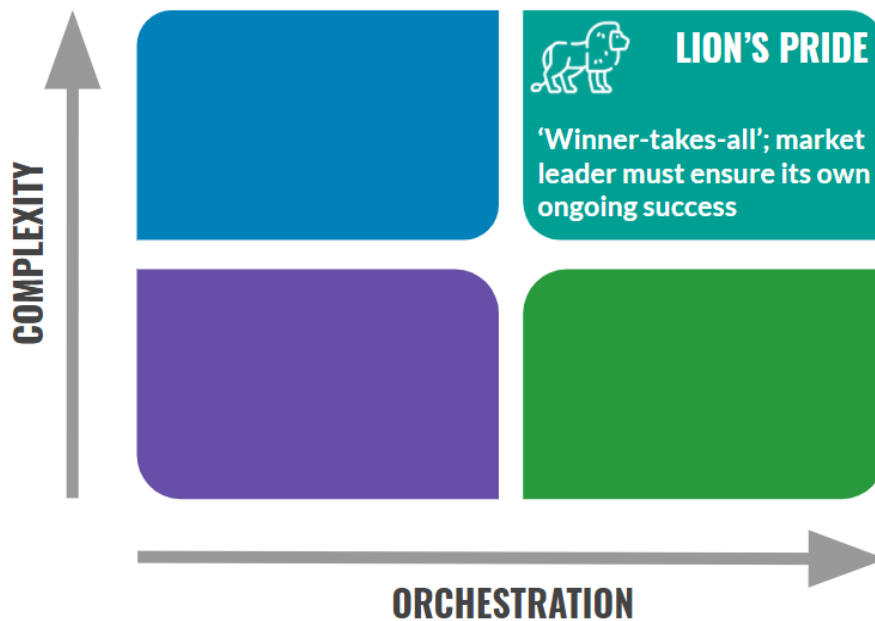 LION’S PRIDE
‘Winner-takes-all’; market
leader must ensure its own
ongoing success
COMPLEXITY
ORCHESTRATION